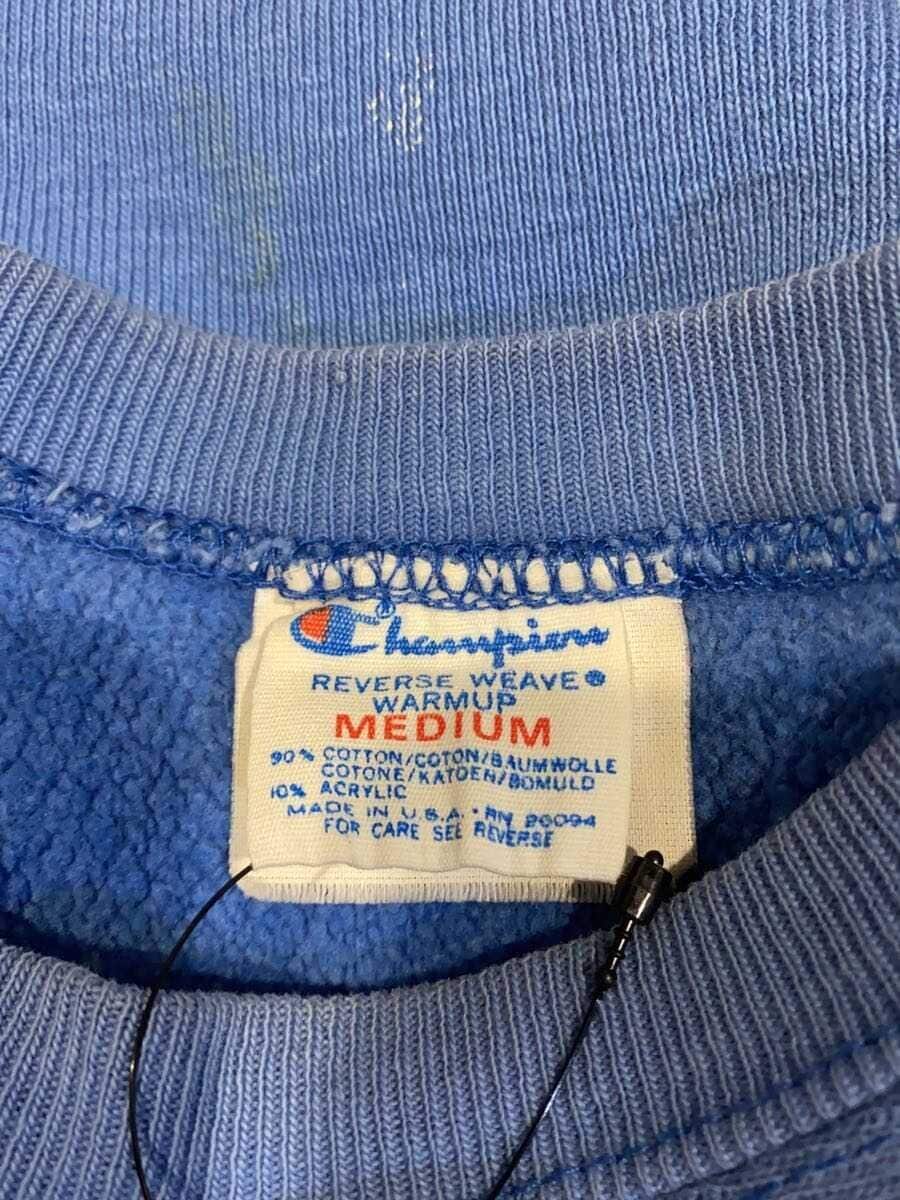 Champion®
REVERSE WEAVE®
WARMUP
MEDIUM
90% COTTON/COTON/BAUMWOLLE
COTONE/KATOEN/BOMULD
10% ACRYLIC
MADE IN U.S.A. • RN 26094
FOR CARE SEE REVERSE